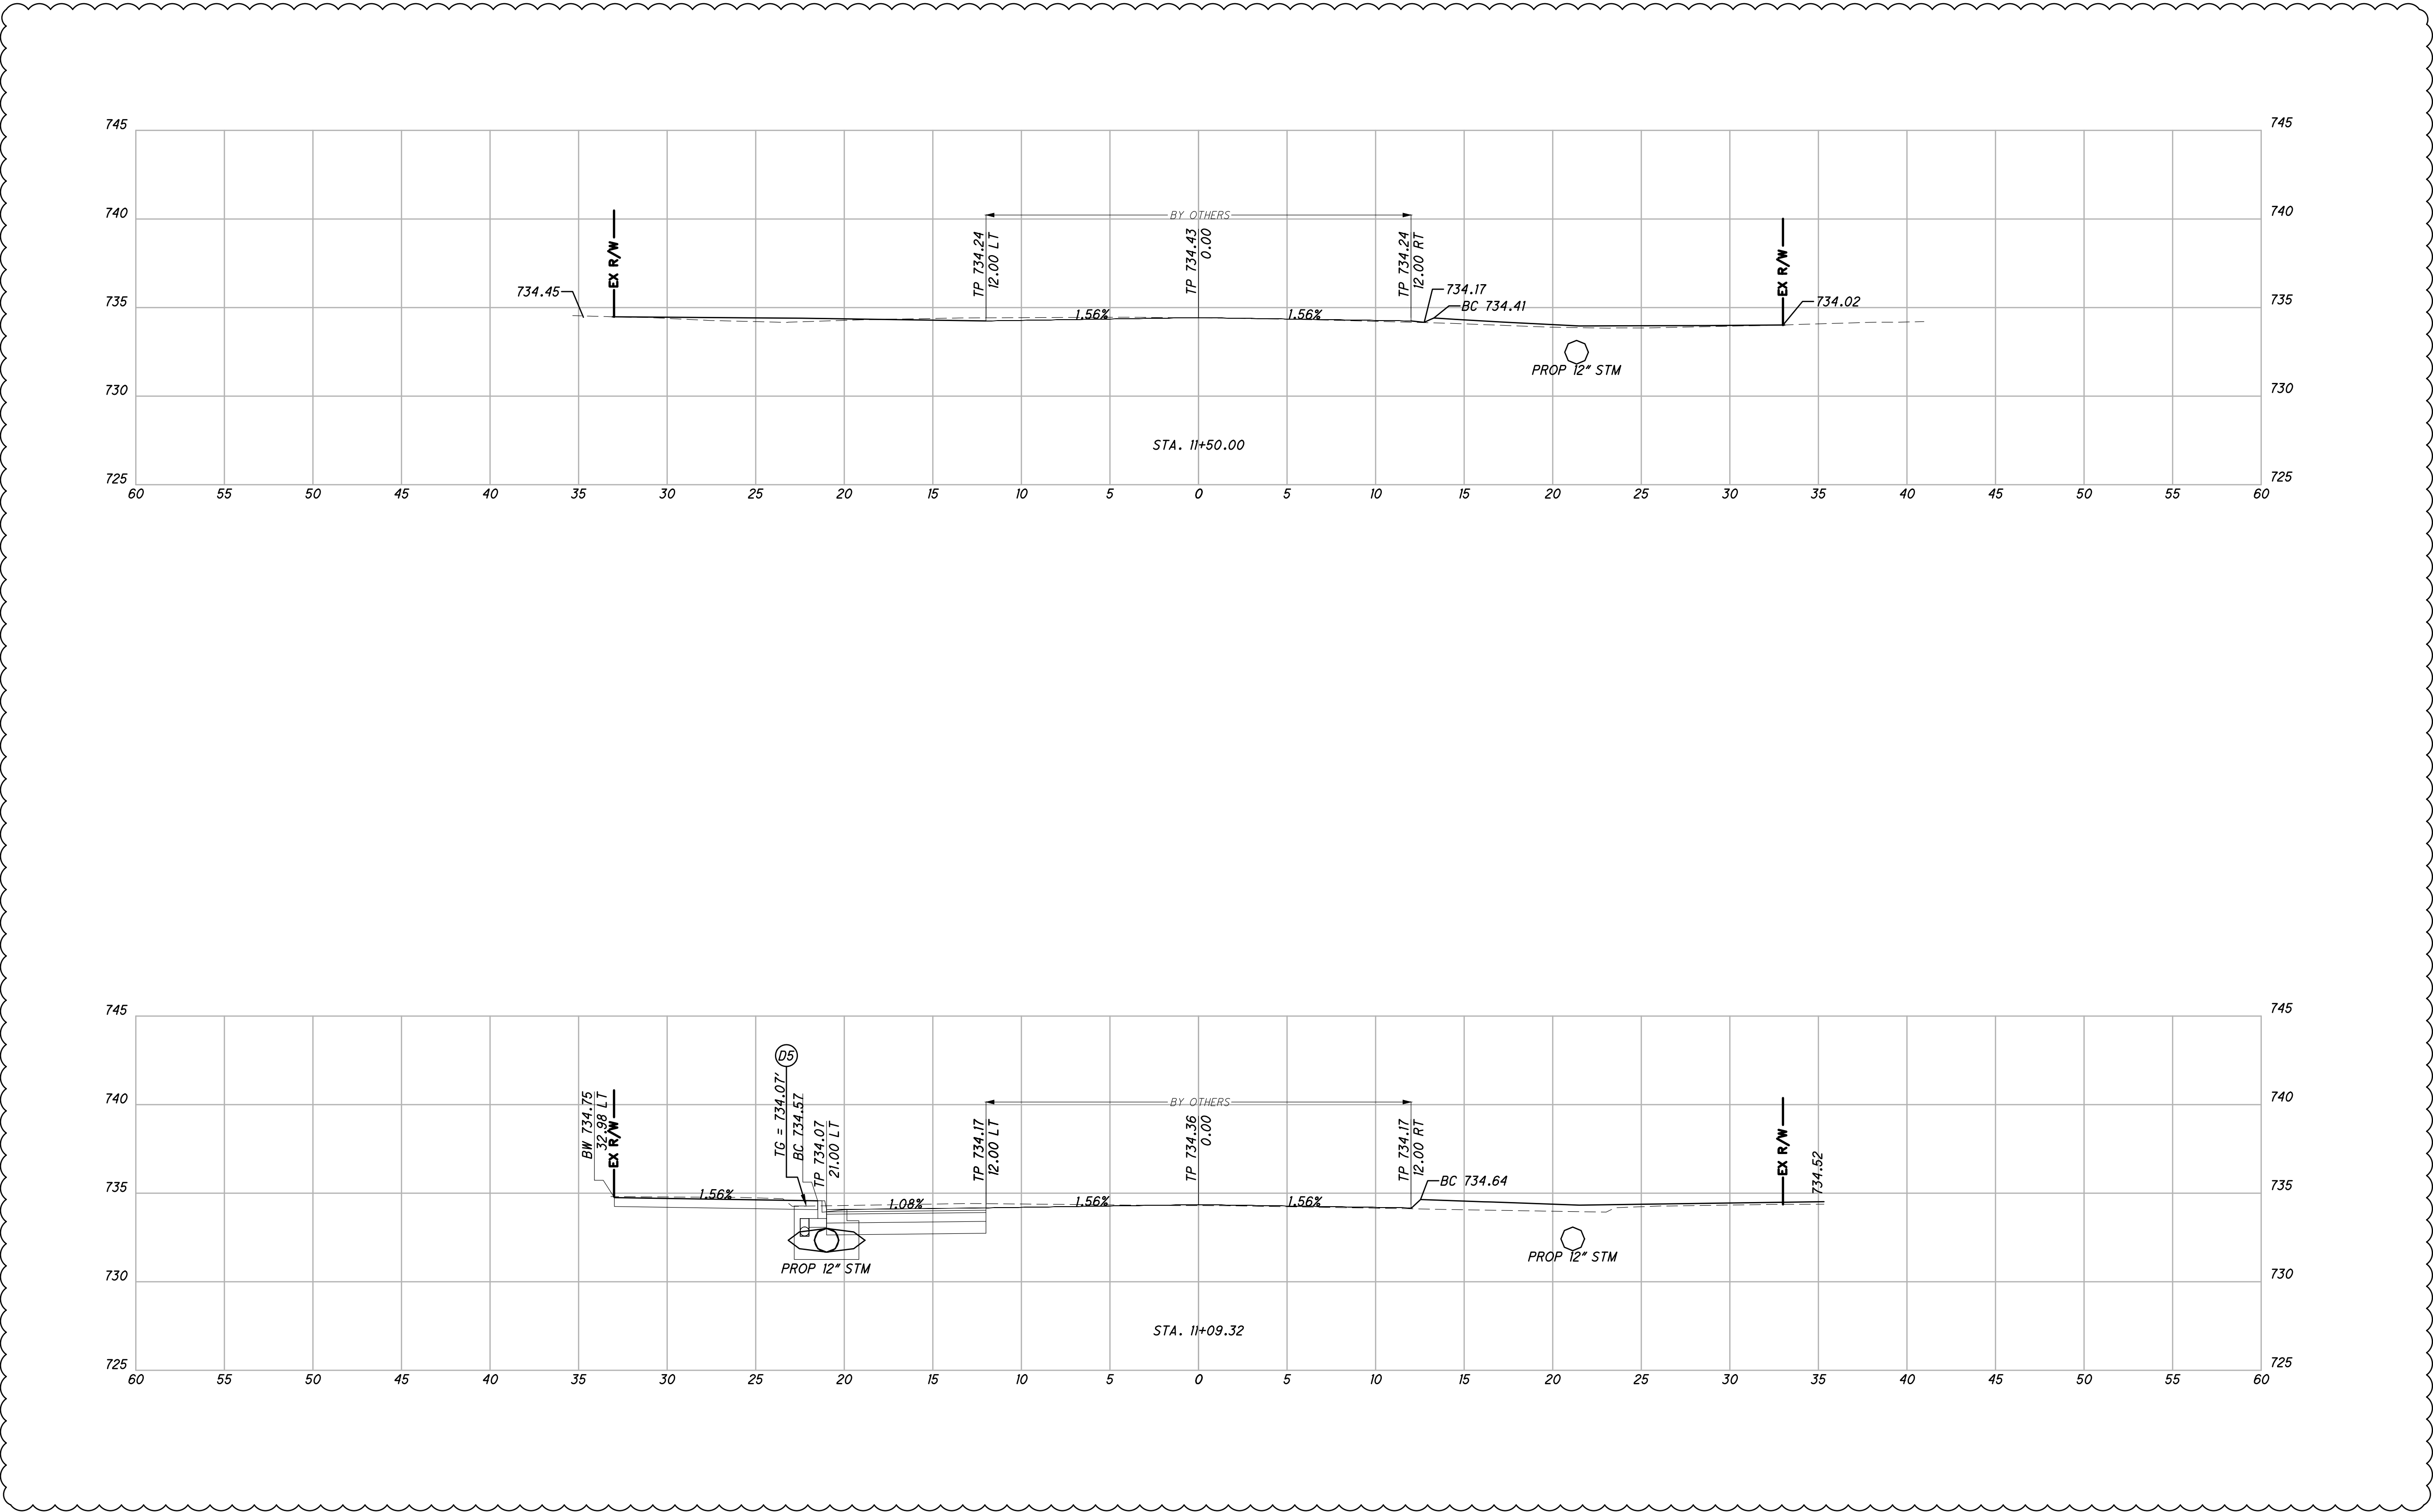 745 745
740 740
735 735
730 730
725 725
EX R/W
734.45
TP 734.24
12.00 LT
BY OTHERS
TP 734.43
0.00
TP 734.24
12.00 RT
734.17
BC 734.41
EX R/W
734.02
1.56% 1.56%
PROP 12" STM
STA. 11+50.00
60 55 50 45 40 35 30 25 20 15 10 5 0 5 10 15 20 25 30 35 40 45 50 55 60
745 745
740 740
735 735
730 730
725 725
BW 734.75
32.98 LT
EX R/W
D5
TG = 734.07'
BC 734.57
TP 734.07
21.00 LT
TP 734.17
12.00 LT
BY OTHERS
TP 734.36
0.00
TP 734.17
12.00 RT
BC 734.64
EX R/W
734.52
1.56% 1.08% 1.56% 1.56%
PROP 12" STM
PROP 12" STM
STA. 11+09.32
60 55 50 45 40 35 30 25 20 15 10 5 0 5 10 15 20 25 30 35 40 45 50 55 60